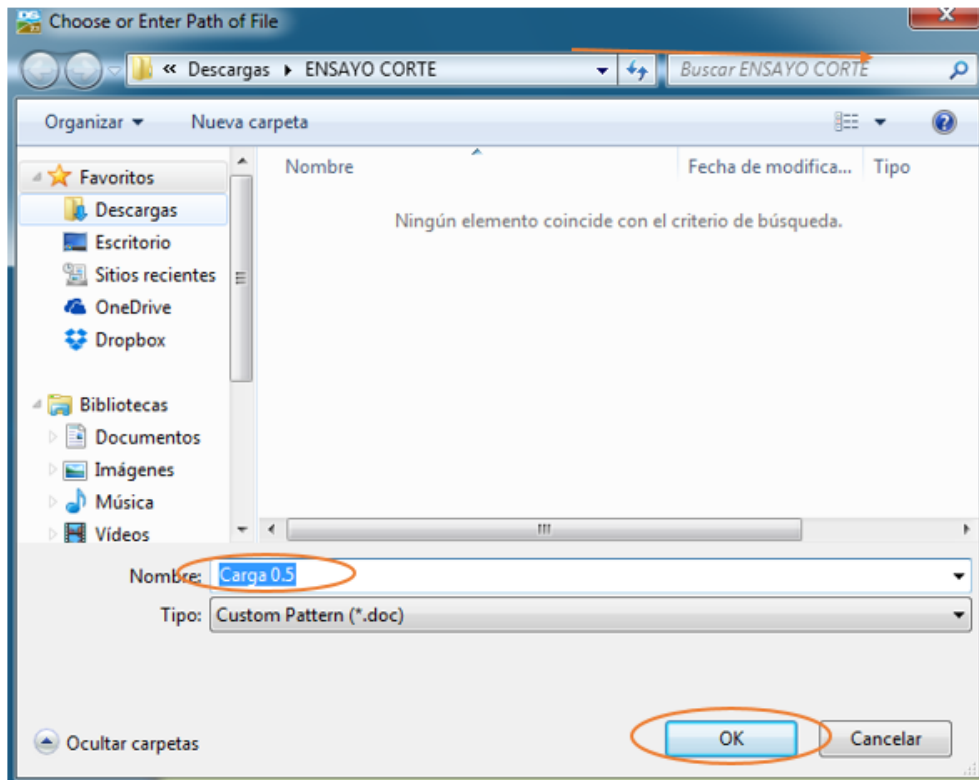 Choose or Enter Path of File
« Descargas ▸ ENSAYO CORTE
Buscar ENSAYO CORTE
Organizar
Nueva carpeta
Nombre
Fecha de modifica...
Tipo
Favoritos
Descargas
Escritorio
Sitios recientes
OneDrive
Dropbox
Bibliotecas
Documentos
Imágenes
Música
Vídeos
Ningún elemento coincide con el criterio de búsqueda.
Nombre: Carga 0.5
Tipo: Custom Pattern (*.doc)
Ocultar carpetas
OK
Cancelar